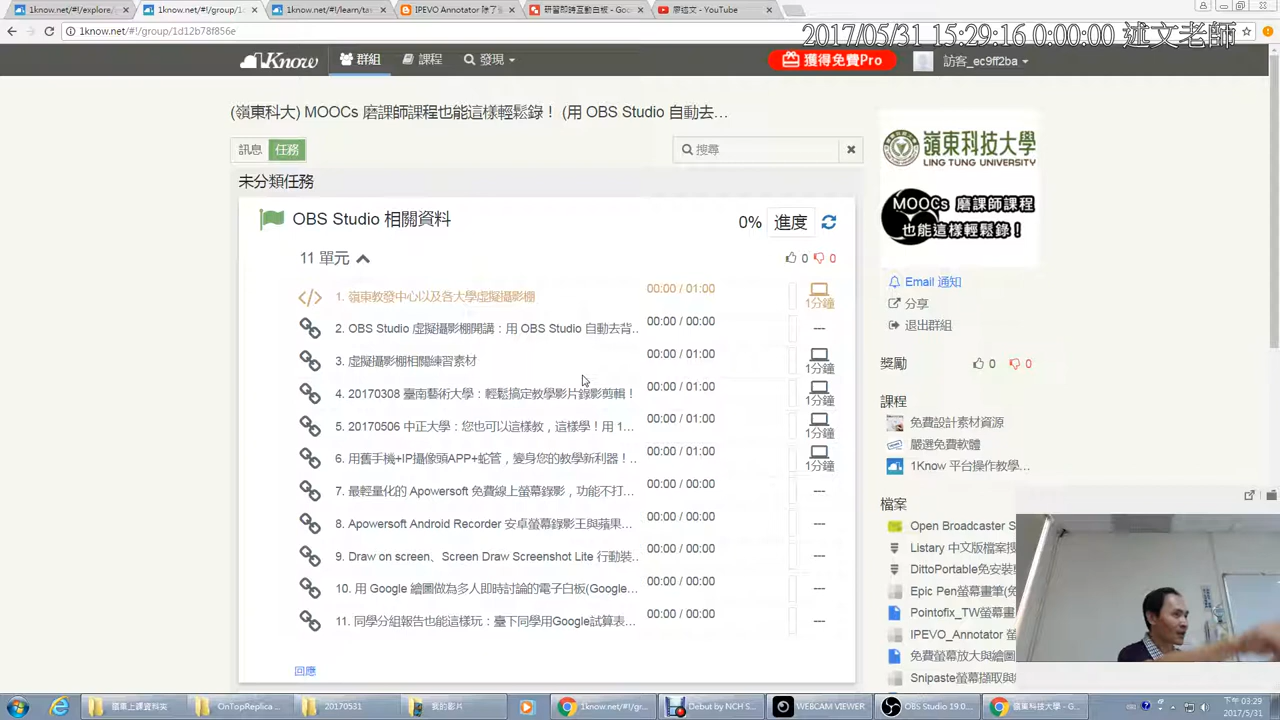 1know.net/#!/explore/
1know.net/#!/group/1
1know.net/#!/learn/ta
IPEVO Annotator 除了
研習即時互動白板 - Goo
廖述文 - YouTube
1know.net/#!/group/1d12b78f856e
2017/05/31 15:29:16 0:00:00 述文老師
1Know 群組 課程 發現 獲得免費Pro 訪客_ec9ff2ba
(嶺東科大) MOOCs 磨課師課程也能這樣輕鬆錄！ (用 OBS Studio 自動去…
訊息 任務 搜尋
未分類任務
OBS Studio 相關資料 0% 進度
11 單元 0 0
1. 嶺東教發中心以及各大學虛擬攝影棚 00:00 / 01:00 1分鐘
2. OBS Studio 虛擬攝影棚開講：用 OBS Studio 自動去背... 00:00 / 00:00 ---
3. 虛擬攝影棚相關練習素材 00:00 / 01:00 1分鐘
4. 20170308 臺南藝術大學：輕鬆搞定教學影片錄影剪輯！ 00:00 / 01:00 1分鐘
5. 20170506 中正大學：您也可以這樣教，這樣學！用 1... 00:00 / 01:00 1分鐘
6. 用舊手機+IP攝像頭APP+蛇管，變身您的教學新利器！... 00:00 / 01:00 1分鐘
7. 最輕量化的 Apowersoft 免費線上螢幕錄影，功能不打... 00:00 / 00:00 ---
8. Apowersoft Android Recorder 安卓螢幕錄影王與蘋果... 00:00 / 00:00 ---
9. Draw on screen、Screen Draw Screenshot Lite 行動裝... 00:00 / 00:00 ---
10. 用 Google 繪圖做為多人即時討論的電子白板(Google... 00:00 / 00:00 ---
11. 同學分組報告也能這樣玩：臺下同學用Google試算表... 00:00 / 00:00 ---
回應
嶺東科技大學
LING TUNG UNIVERSITY
MOOCs 磨課師課程
也能這樣輕鬆錄！
Email 通知
分享
退出群組
獎勵 0 0
課程
免費設計素材資源
嚴選免費軟體
1Know 平台操作教學...
檔案
Open Broadcaster S
Listary 中文版檔案搜
DittoPortable免安裝
Epic Pen螢幕畫筆(免
Pointofix_TW螢幕畫
IPEVO_Annotator 螢
免費螢幕放大與繪圖
Snipaste螢幕擷取與
嶺東上課資料夾
OnTopReplica
20170531
我的影片
1know.net/#!/gr...
Debut by NCH S...
WEBCAM VIEWER
OBS Studio 19.0....
嶺東科技大學 - G...
下午 03:29
2017/5/31